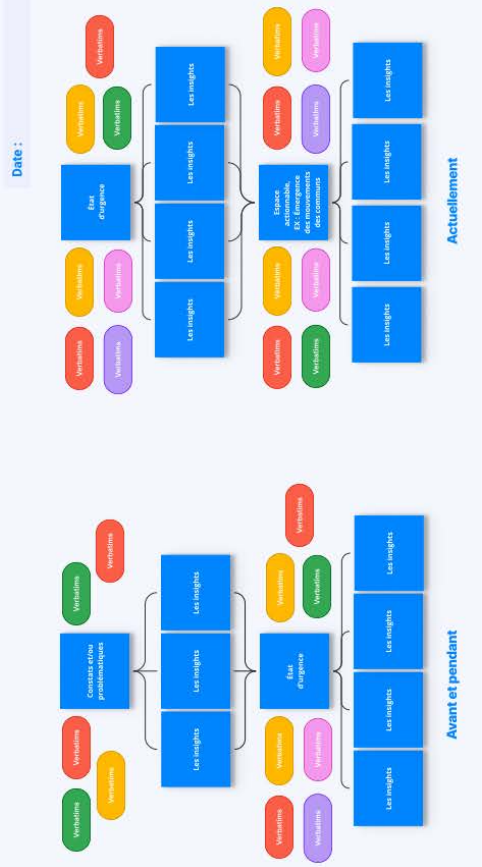 Date :
Verbatims
Verbatims
Verbatims
Verbatims
Verbatims
Constats et/ou
problématiques
Les insights
Les insights
Les insights
Verbatims
Verbatims
Verbatims
Verbatims
Verbatims
Verbatims
Verbatims
État
d'urgence
Les insights
Les insights
Les insights
Les insights
Avant et pendant
Verbatims
Verbatims
Verbatims
Verbatims
Verbatims
Verbatims
Verbatims
État
d'urgence
Les insights
Les insights
Les insights
Les insights
Verbatims
Verbatims
Verbatims
Verbatims
Verbatims
Verbatims
Verbatims
Verbatims
Espace
actionnable,
EX : Émergence
des mouvements
des communs
Les insights
Les insights
Les insights
Les insights
Actuellement